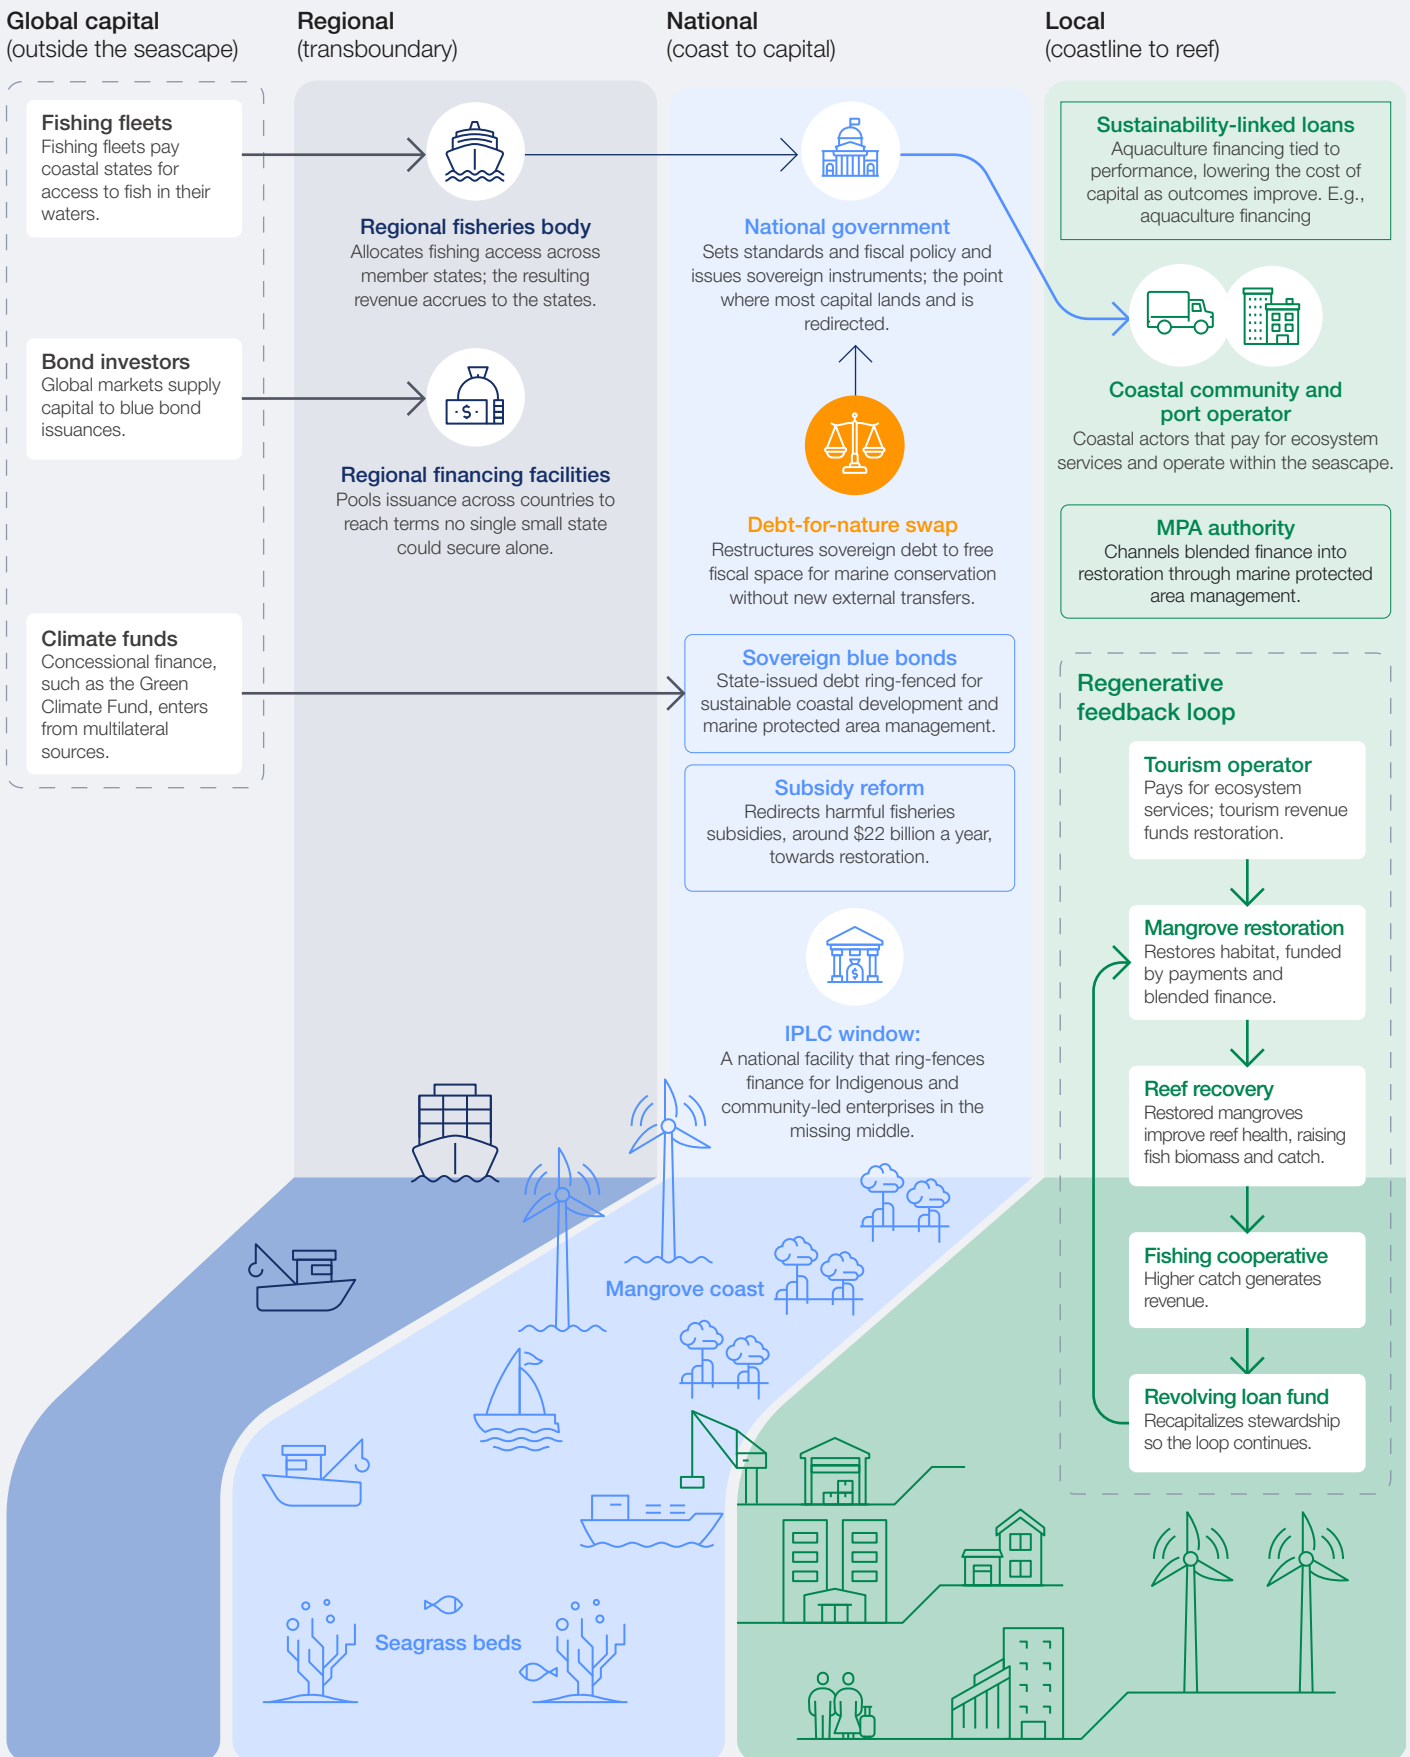 Global capital
(outside the seascape)
Regional
(transboundary)
National
(coast to capital)
Local
(coastline to reef)
Fishing fleets
Fishing fleets pay
coastal states for
access to fish in their
waters.
Bond investors
Global markets supply
capital to blue bond
issuances.
Climate funds
Concessional finance,
such as the Green
Climate Fund, enters
from multilateral
sources.
Regional fisheries body
Allocates fishing access across
member states; the resulting
revenue accrues to the states.
$
Regional financing facilities
Pools issuance across countries to
reach terms no single small state
could secure alone.
National government
Sets standards and fiscal policy and
issues sovereign instruments; the point
where most capital lands and is
redirected.
Debt-for-nature swap
Restructures sovereign debt to free
fiscal space for marine conservation
without new external transfers.
Sovereign blue bonds
State-issued debt ring-fenced for
sustainable coastal development and
marine protected area management.
Subsidy reform
Redirects harmful fisheries
subsidies, around $22 billion a year,
towards restoration.
$
IPLC window:
A national facility that ring-fences
finance for Indigenous and
community-led enterprises in the
missing middle.
Sustainability-linked loans
Aquaculture financing tied to
performance, lowering the cost of
capital as outcomes improve. E.g.,
aquaculture financing
Coastal community and
port operator
Coastal actors that pay for ecosystem
services and operate within the seascape.
MPA authority
Channels blended finance into
restoration through marine protected
area management.
Regenerative
feedback loop
Tourism operator
Pays for ecosystem
services; tourism revenue
funds restoration.
Mangrove restoration
Restores habitat, funded
by payments and
blended finance.
Reef recovery
Restored mangroves
improve reef health, raising
fish biomass and catch.
Fishing cooperative
Higher catch generates
revenue.
Revolving loan fund
Recapitalizes stewardship
so the loop continues.
Mangrove coast
Seagrass beds